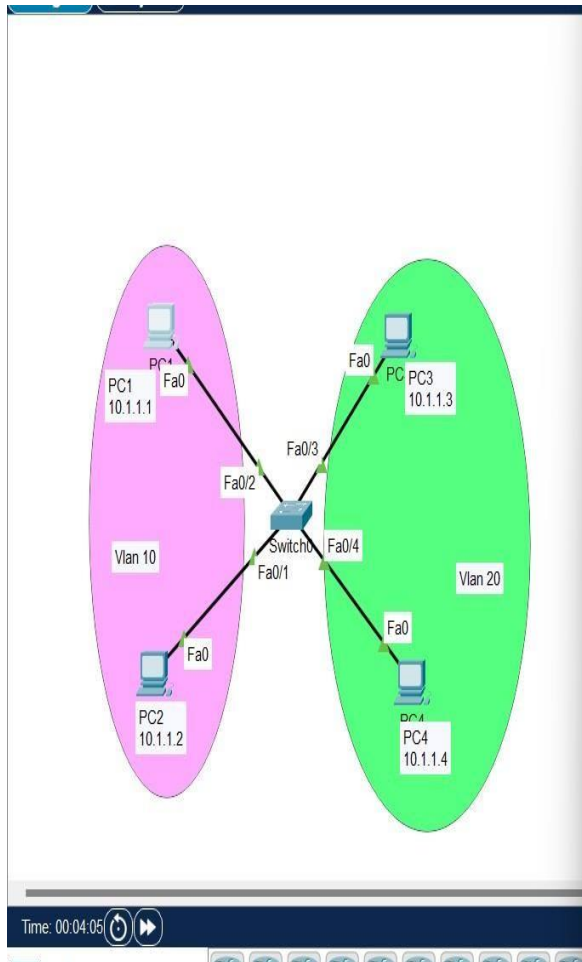 PC1
10.1.1.1
Fa0
Fa0
PC
PC3
10.1.1.3
Fa0/3
Fa0/2
Switch0
Fa0/4
Fa0/1
Vlan 10
Vlan 20
Fa0
Fa0
PC2
10.1.1.2
PC4
PC4
10.1.1.4
Time: 00:04:05